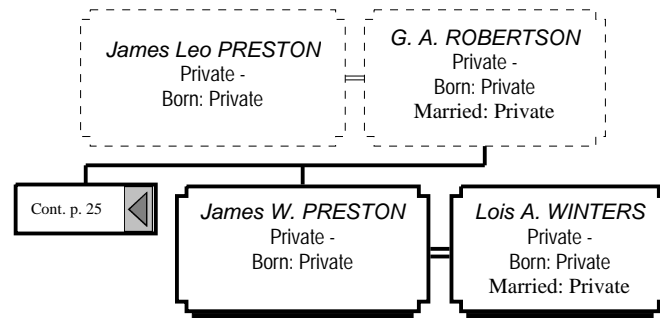 James Leo PRESTON
Private -
Born: Private
G. A. ROBERTSON
Private -
Born: Private
Married: Private
Cont. p. 25
James W. PRESTON
Private -
Born: Private
Lois A. WINTERS
Private -
Born: Private
Married: Private